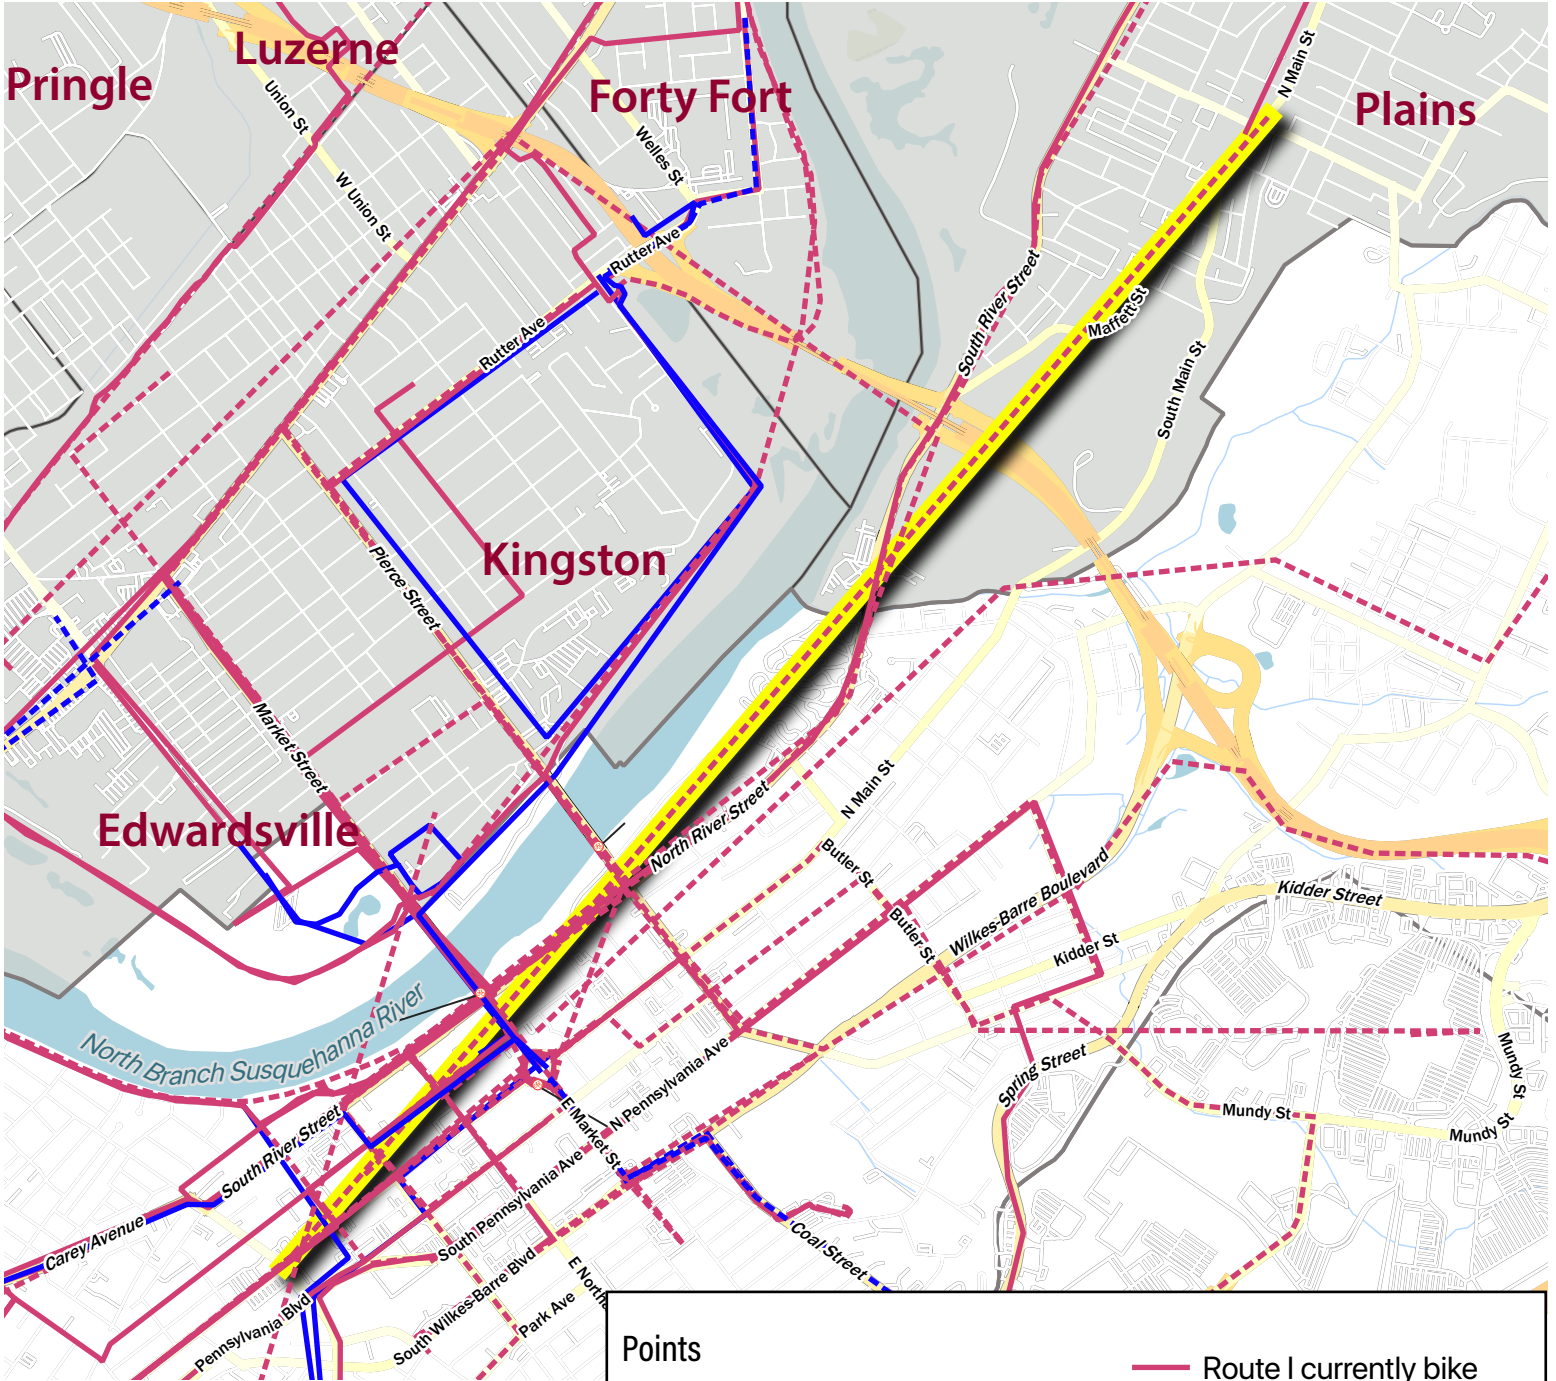 Luzerne
Pringle
Forty Fort
Plains
N Main St
Union St
Welles St
W Union St
Rutter Ave
South River Street
Maffett St
Rutter Ave
South Main St
Kingston
Pierce Street
Market Street
Edwardsville
N Main St
North River Street
Butler St
Butler St
Wilkes-Barre Boulevard
Kidder Street
Kidder St
North Branch Susquehanna River
N Pennsylvania Ave
Spring Street
Mundy St
Mundy St
Mundy St
E Market St
South River Street
South Pennsylvania Ave
Carey Avenue
Coal Street
South Wilkes-Barre Blvd
E Northa
Park Ave
Pennsylvania Blvd
Points
Route I currently bike